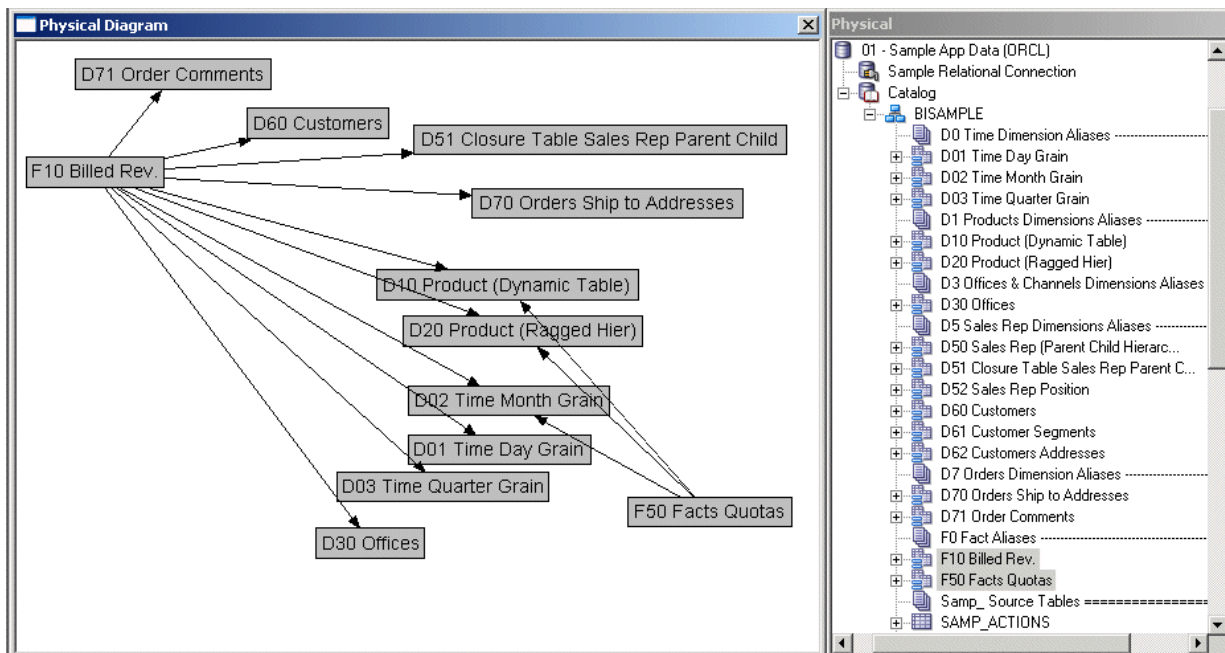 Physical Diagram
D71 Order Comments
D60 Customers
D51 Closure Table Sales Rep Parent Child
F10 Billed Rev.
D70 Orders Ship to Addresses
D10 Product (Dynamic Table)
D20 Product (Ragged Hier)
D02 Time Month Grain
D01 Time Day Grain
D03 Time Quarter Grain
F50 Facts Quotas
D30 Offices
Physical
01 - Sample App Data (ORCL)
Sample Relational Connection
Catalog
BISAMPLE
D0 Time Dimension Aliases ----------------
D01 Time Day Grain
D02 Time Month Grain
D03 Time Quarter Grain
D1 Products Dimensions Aliases -----------
D10 Product (Dynamic Table)
D20 Product (Ragged Hier)
D3 Offices & Channels Dimensions Aliases
D30 Offices
D5 Sales Rep Dimensions Aliases ----------
D50 Sales Rep (Parent Child Hierarc...
D51 Closure Table Sales Rep Parent C...
D52 Sales Rep Position
D60 Customers
D61 Customer Segments
D62 Customers Addresses
D7 Orders Dimension Aliases --------------
D70 Orders Ship to Addresses
D71 Order Comments
F0 Fact Aliases --------------------------
F10 Billed Rev.
F50 Facts Quotas
Samp_ Source Tables =================
SAMP_ACTIONS